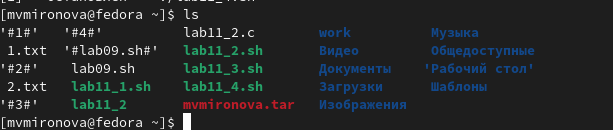 [mvmironova@fedora ~]$ ls
'#1#' '#4#' lab11_2.c work Музыка
1.txt '#lab09.sh#' lab11_2.sh Видео Общедоступные
'#2#' lab09.sh lab11_3.sh Документы 'Рабочий стол'
2.txt lab11_1.sh lab11_4.sh Загрузки Шаблоны
'#3#' lab11_2 mvmironova.tar Изображения
[mvmironova@fedora ~]$